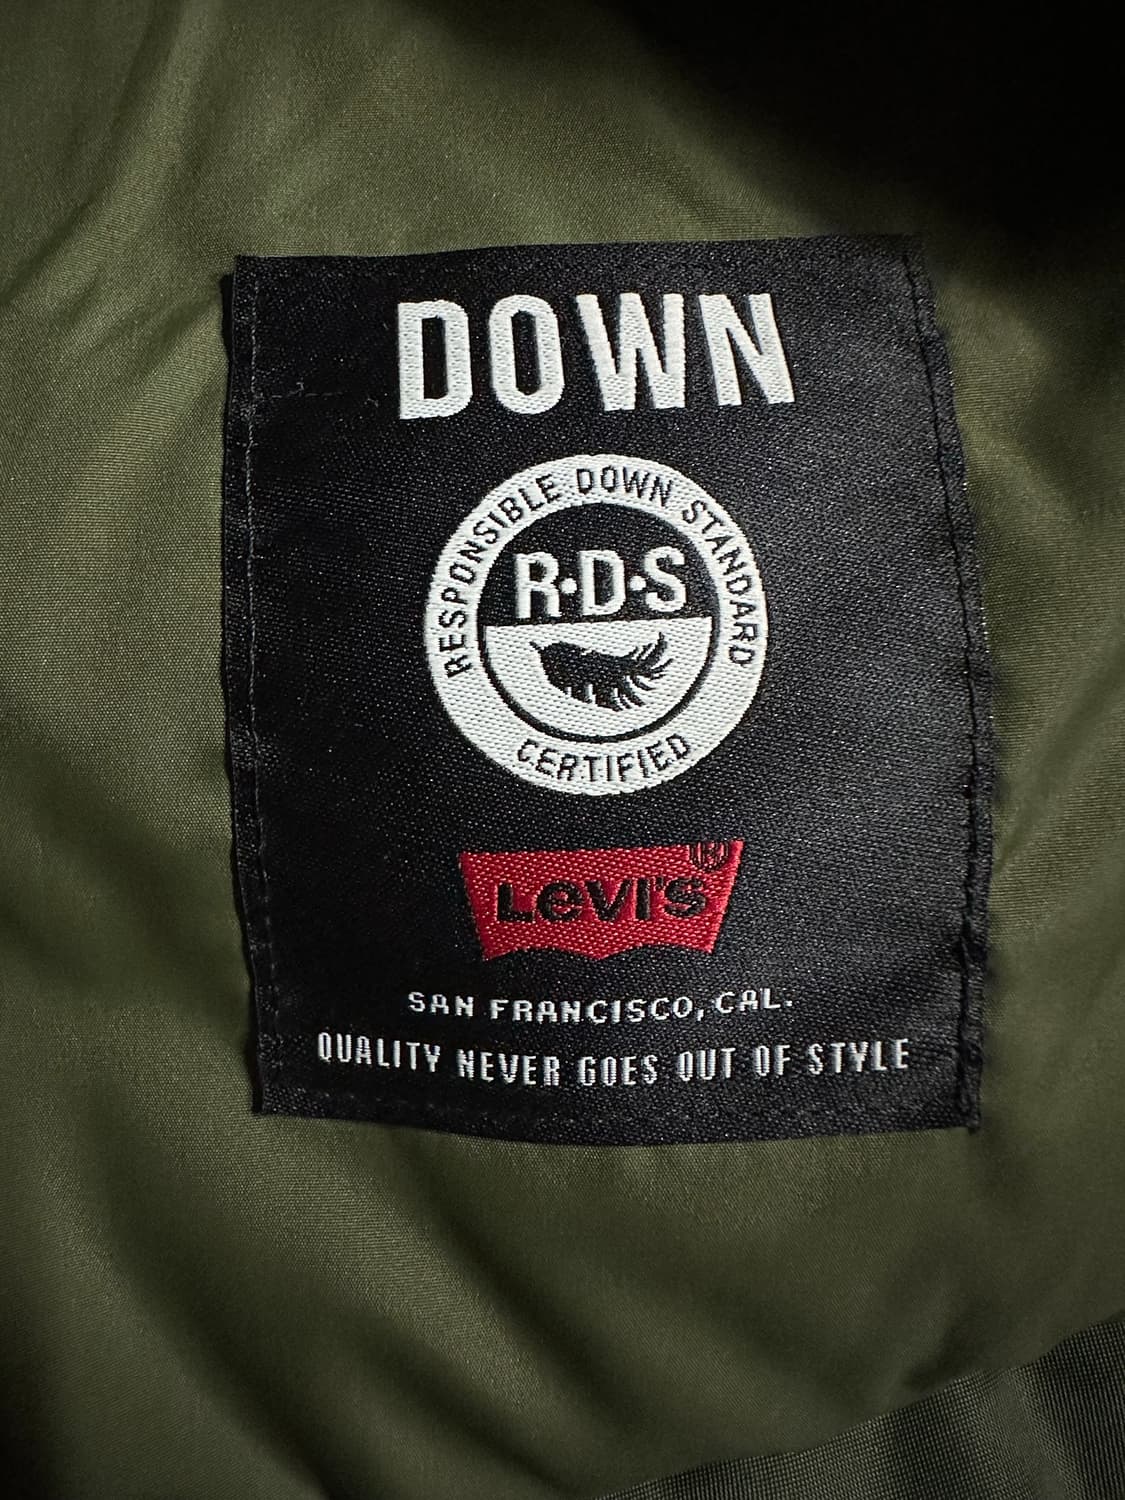 DOWN
RESPONSIBLE DOWN STANDARD
R·D·S
CERTIFIED
Levi's®
SAN FRANCISCO, CAL.
QUALITY NEVER GOES OUT OF STYLE